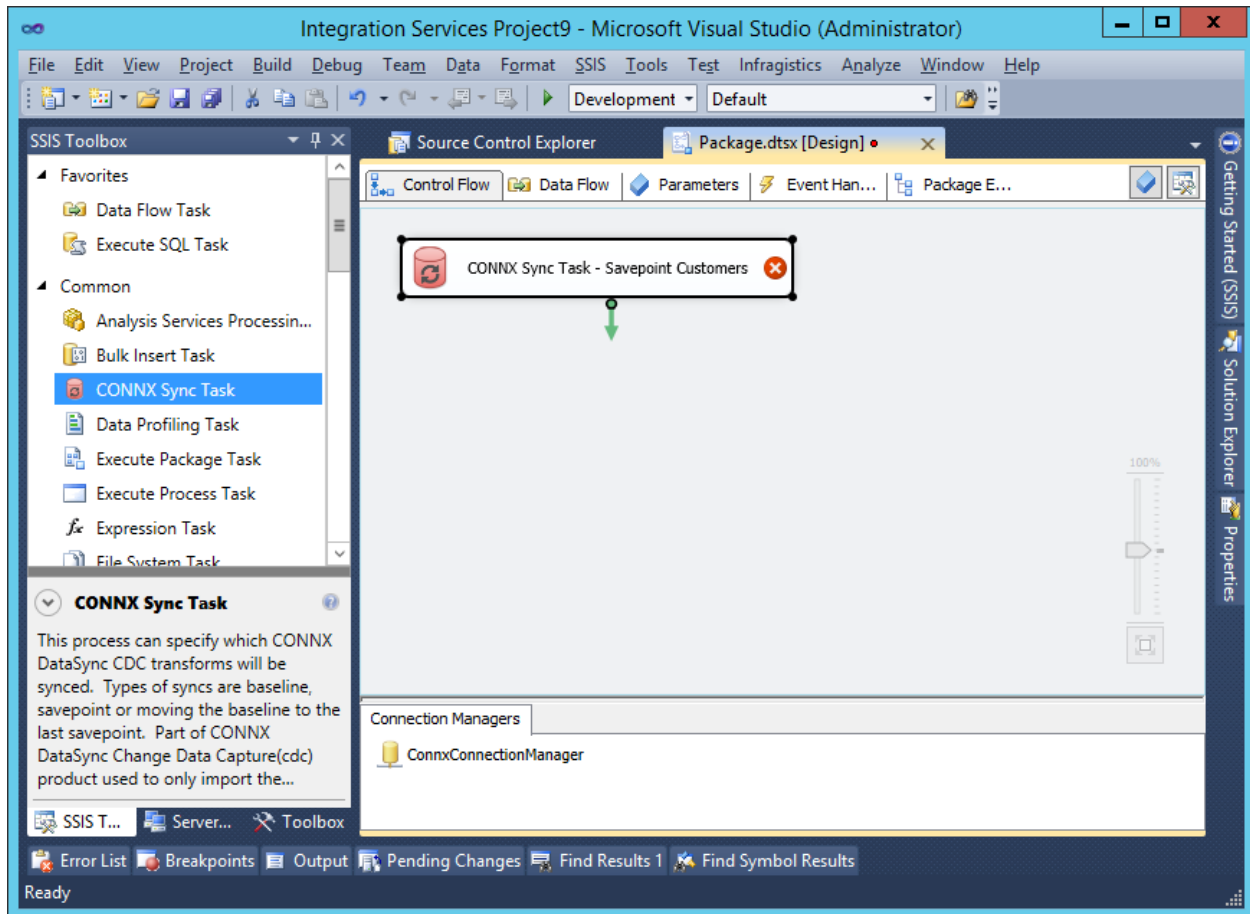 Integration Services Project9 - Microsoft Visual Studio (Administrator)
File Edit View Project Build Debug Team Data Format SSIS Tools Test Infragistics Analyze Window Help
Development Default
SSIS Toolbox
Source Control Explorer
Package.dtsx [Design]
Favorites
Data Flow Task
Execute SQL Task
Common
Analysis Services Processin...
Bulk Insert Task
CONNX Sync Task
Data Profiling Task
Execute Package Task
Execute Process Task
Expression Task
File System Task
CONNX Sync Task
This process can specify which CONNX
DataSync CDC transforms will be
synced. Types of syncs are baseline,
savepoint or moving the baseline to the
last savepoint. Part of CONNX
DataSync Change Data Capture(cdc)
product used to only import the...
SSIS T... Server... Toolbox
Control Flow Data Flow Parameters Event Han... Package E...
CONNX Sync Task - Savepoint Customers
100%
Connection Managers
ConnxConnectionManager
Getting Started (SSIS)
Solution Explorer
Properties
Error List Breakpoints Output Pending Changes Find Results 1 Find Symbol Results
Ready